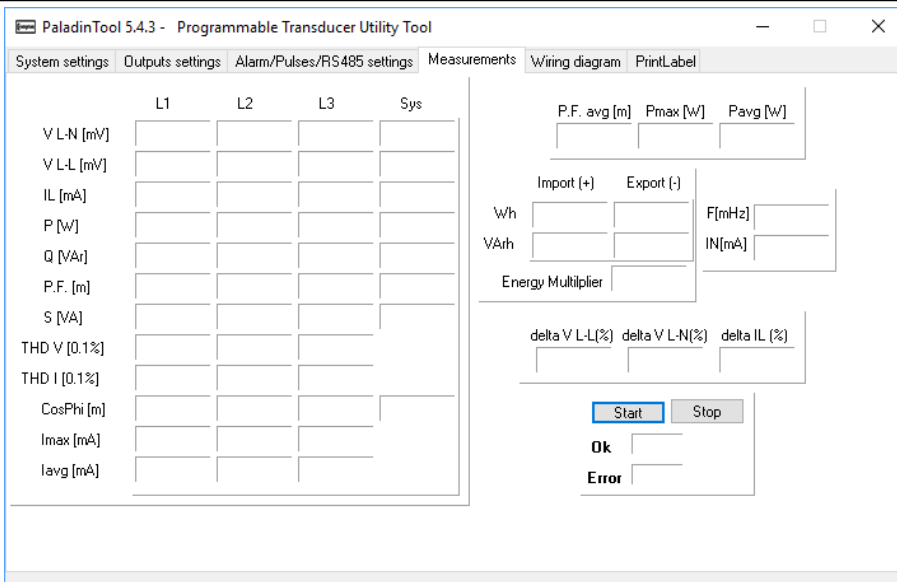 PaladinTool 5.4.3 - Programmable Transducer Utility Tool
System settings Outputs settings Alarm/Pulses/RS485 settings Measurements Wiring diagram PrintLabel
L1 L2 L3 Sys
V L-N [mV]
V L-L [mV]
IL [mA]
P [W]
Q [VAr]
P.F. [m]
S [VA]
THD V [0.1%]
THD I [0.1%]
CosPhi [m]
Imax [mA]
Iavg [mA]
P.F. avg [m] Pmax [W] Pavg [W]
Import (+) Export (-)
Wh
VArh
Energy Multilplier
F[mHz]
IN[mA]
delta V L-L(%) delta V L-N(%) delta IL (%)
Start Stop
Ok
Error